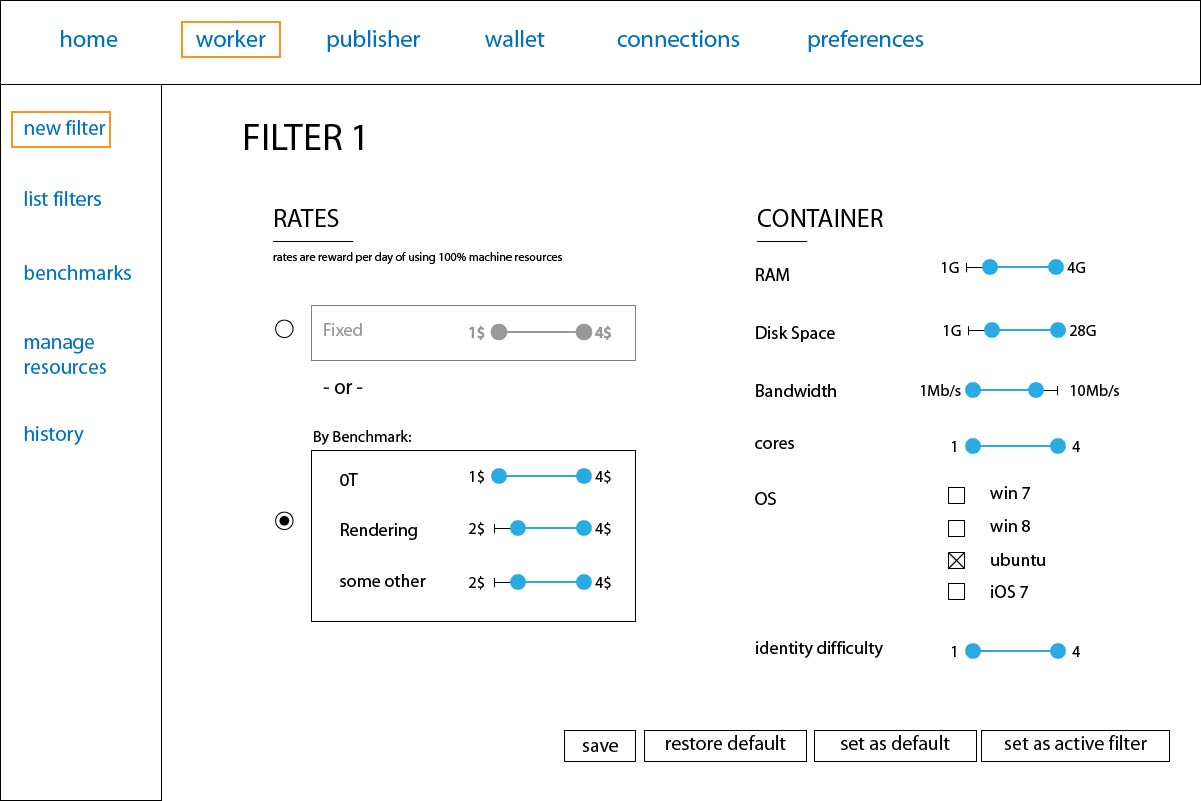 home worker publisher wallet connections preferences
new filter
list filters
benchmarks
manage
resources
history
FILTER 1
RATES
rates are reward per day of using 100% machine resources
Fixed 1$ 4$
- or -
By Benchmark:
0T 1$ 4$
Rendering 2$ 4$
some other 2$ 4$
CONTAINER
RAM 1G 4G
Disk Space 1G 28G
Bandwidth 1Mb/s 10Mb/s
cores 1 4
OS
win 7
win 8
ubuntu
iOS 7
identity difficulty 1 4
save restore default set as default set as active filter